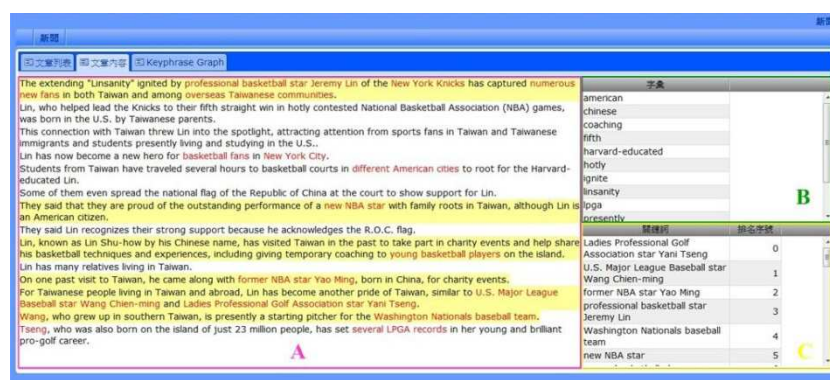 新聞
新聞
文章列表 文章內容 Keyphrase Graph
The extending "Linsanity" ignited by professional basketball star Jeremy Lin of the New York Knicks has captured numerous
new fans in both Taiwan and among overseas Taiwanese communities.
Lin, who helped lead the Knicks to their fifth straight win in hotly contested National Basketball Association (NBA) games,
was born in the U.S. by Taiwanese parents.
This connection with Taiwan threw Lin into the spotlight, attracting attention from sports fans in Taiwan and Taiwanese
immigrants and students presently living and studying in the U.S..
Lin has now become a new hero for basketball fans in New York City.
Students from Taiwan have traveled several hours to basketball courts in different American cities to root for the Harvard-
educated Lin.
Some of them even spread the national flag of the Republic of China at the court to show support for Lin.
They said that they are proud of the outstanding performance of a new NBA star with family roots in Taiwan, although Lin is
an American citizen.
They said Lin recognizes their strong support because he acknowledges the R.O.C. flag.
Lin, known as Lin Shu-how by his Chinese name, has visited Taiwan in the past to take part in charity events and help share
his basketball techniques and experiences, including giving temporary coaching to young basketball players on the island.
Lin has many relatives living in Taiwan.
On one past visit to Taiwan, he came along with former NBA star Yao Ming, born in China, for charity events.
For Taiwanese people living in Taiwan and abroad, Lin has become another pride of Taiwan, similar to U.S. Major League
Baseball star Wang Chien-ming and Ladies Professional Golf Association star Yani Tseng.
Wang, who grew up in southern Taiwan, is presently a starting pitcher for the Washington Nationals baseball team.
Tseng, who was also born on the island of just 23 million people, has set several LPGA records in her young and brilliant
pro-golf career.
A
字彙
american
chinese
coaching
fifth
harvard-educated
hotly
ignite
linsanity
lpga
presently
B
關鍵詞 排名序號
Ladies Professional Golf
Association star Yani Tseng 0
U.S. Major League Baseball star
Wang Chien-ming 1
former NBA star Yao Ming 2
professional basketball star
Jeremy Lin 3
Washington Nationals baseball
team 4
new NBA star 5
C